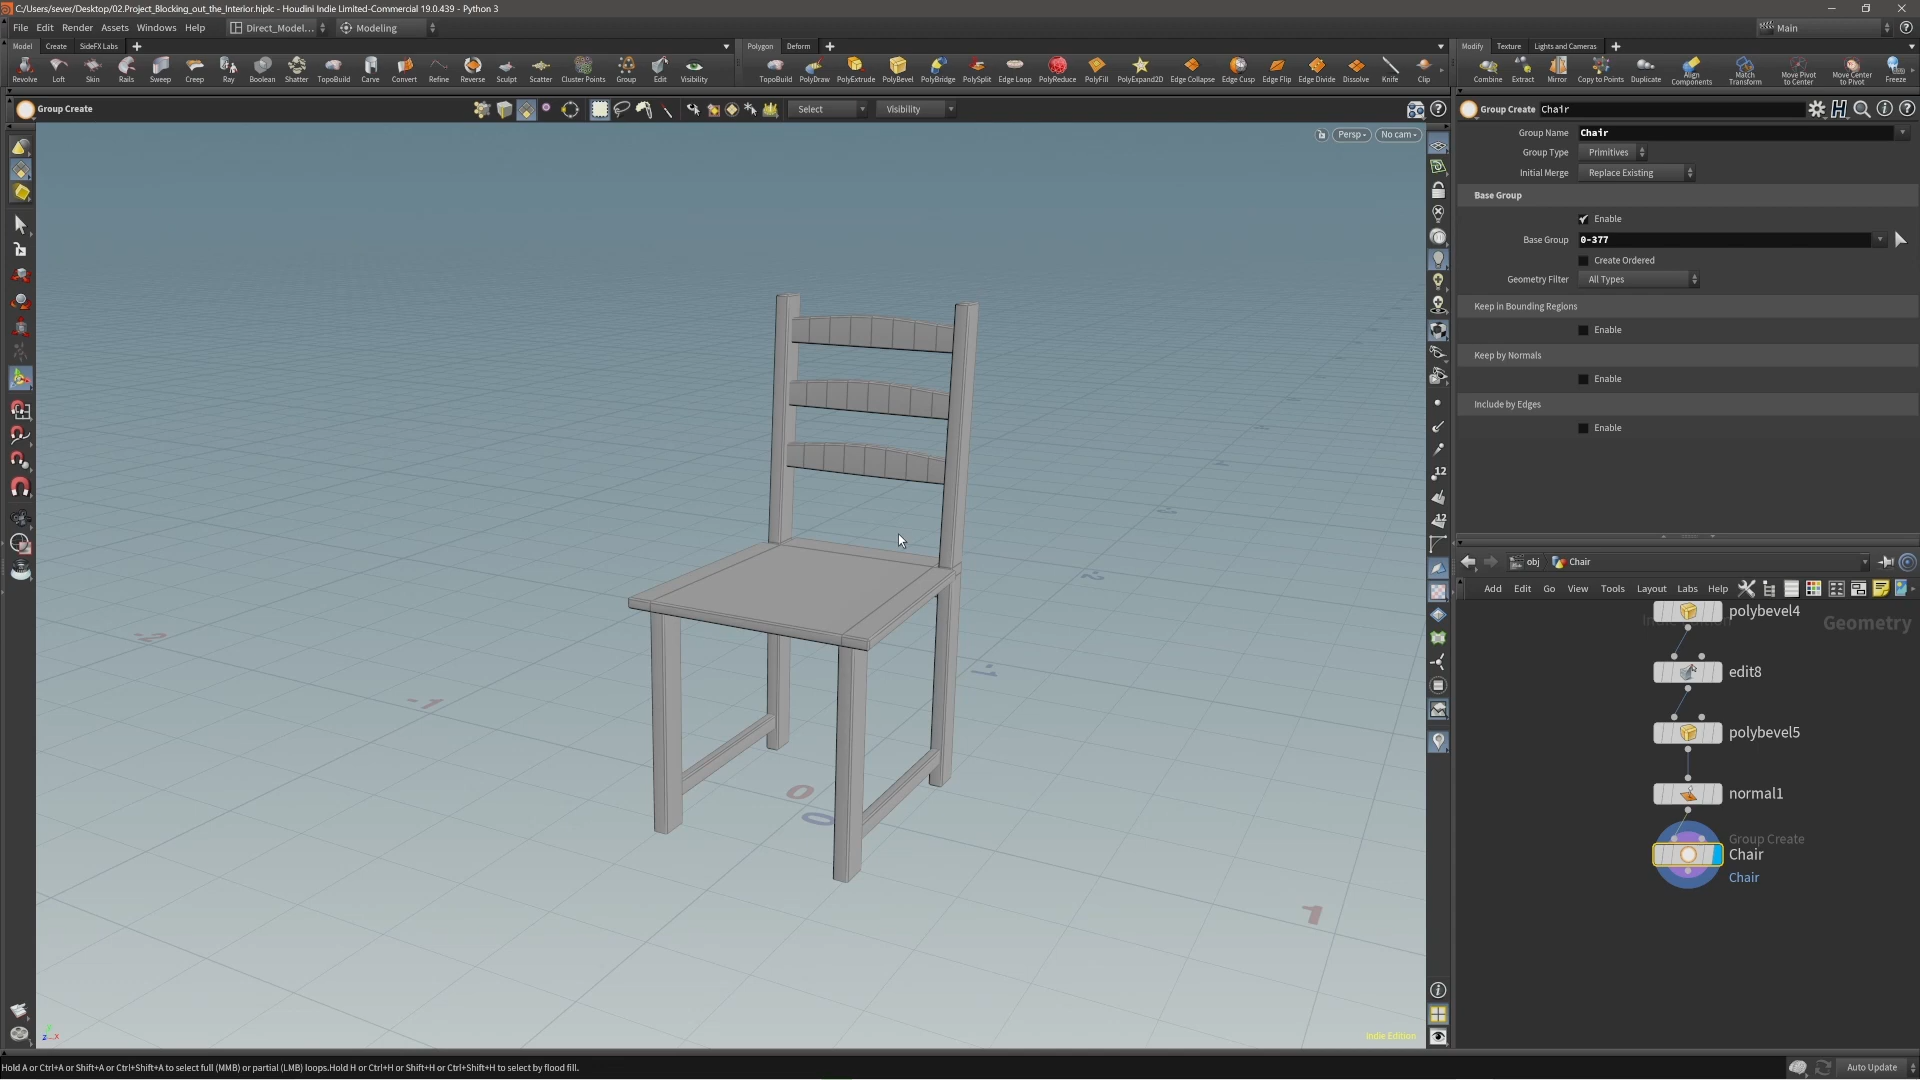 C:/Users/sever/Desktop/02.Project_Blocking_out_the_Interior.hiplc - Houdini Indie Limited-Commercial 19.0.439 - Python 3
File Edit Render Assets Windows Help Direct_Model... Modeling Main
Model Create SideFX Labs Polygon Deform Modify Texture Lights and Cameras
Revolve Loft Skin Rails Sweep Creep Ray Boolean Shatter TopoBuild Carve Convert Refine Reverse Sculpt Scatter Cluster Points Group Edit Visibility TopoBuild PolyDraw PolyExtrude PolyBevel PolyBridge PolySplit Edge Loop PolyReduce PolyFill PolyExpand2D Edge Collapse Edge Cusp Edge Flip Edge Divide Dissolve Knife Clip Combine Extract Mirror Copy to Points Duplicate Align Components Match Transform Move Pivot to Center Move Center to Pivot Freeze
Group Create Select Visibility
Persp No cam
Group Create Chair
Group Name Chair
Group Type Primitives
Initial Merge Replace Existing
Base Group
Enable
Base Group 0-377
Create Ordered
Geometry Filter All Types
Keep in Bounding Regions
Enable
Keep by Normals
Enable
Include by Edges
Enable
12
12
obj Chair
Add Edit Go View Tools Layout Labs Help
polybevel4
Geometry
edit8
polybevel5
normal1
Group Create
Chair
Chair
-2
-1
0
0
1
Indie Edition
Hold A or Ctrl+A or Shift+A or Ctrl+Shift+A to select full (MMB) or partial (LMB) loops.Hold H or Ctrl+H or Shift+H or Ctrl+Shift+H to select by flood fill.
Auto Update